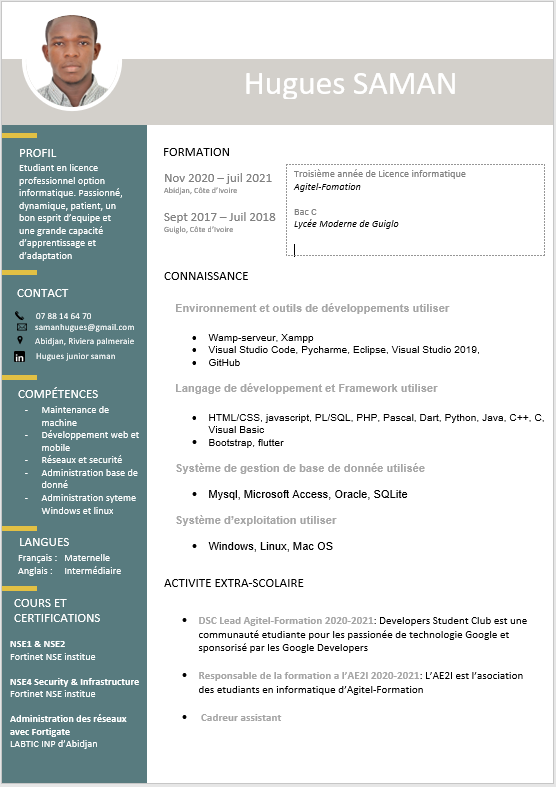 Hugues SAMAN
PROFIL
Etudiant en licence
professionnel option
informatique. Passionné,
dynamique, patient, un
bon esprit d'equipe et
une grande capacité
d'apprentissage et
d'adaptation
CONTACT
07 88 14 64 70
samanhugues@gmail.com
Abidjan, Riviera palmeraie
Hugues junior saman
COMPÉTENCES
- Maintenance de
machine
- Développement web et
mobile
- Réseaux et securité
- Administration base de
donné
- Administration syteme
Windows et linux
LANGUES
Français : Maternelle
Anglais : Intermédiaire
COURS ET
CERTIFICATIONS
NSE1 & NSE2
Fortinet NSE institue
NSE4 Security & Infrastructure
Fortinet NSE institue
Administration des réseaux
avec Fortigate
LABTIC INP d'Abidjan
FORMATION
Nov 2020 – juil 2021
Abidjan, Côte d'ivoire
Troisième année de Licence informatique
Agitel-Fomation
Sept 2017 – Juil 2018
Guiglo, Côte d'ivoire
Bac C
Lycée Moderne de Guiglo
CONNAISSANCE
Environnement et outils de développements utiliser
• Wamp-serveur, Xampp
• Visual Studio Code, Pycharme, Eclipse, Visual Studio 2019,
• GitHub
Langage de développement et Framework utiliser
• HTML/CSS, javascript, PL/SQL, PHP, Pascal, Dart, Python, Java, C++, C,
Visual Basic
• Bootstrap, flutter
Système de gestion de base de donnée utilisée
• Mysql, Microsoft Access, Oracle, SQLite
Système d'exploitation utiliser
• Windows, Linux, Mac OS
ACTIVITE EXTRA-SCOLAIRE
• DSC Lead Agitel-Formation 2020-2021: Developers Student Club est une
communauté etudiante pour les passionée de technologie Google et
sponsorisé par les Google Developers
• Responsable de la formation a l'AE2I 2020-2021: L'AE2I est l'asociation
des etudiants en informatique d'Agitel-Formation
• Cadreur assistant